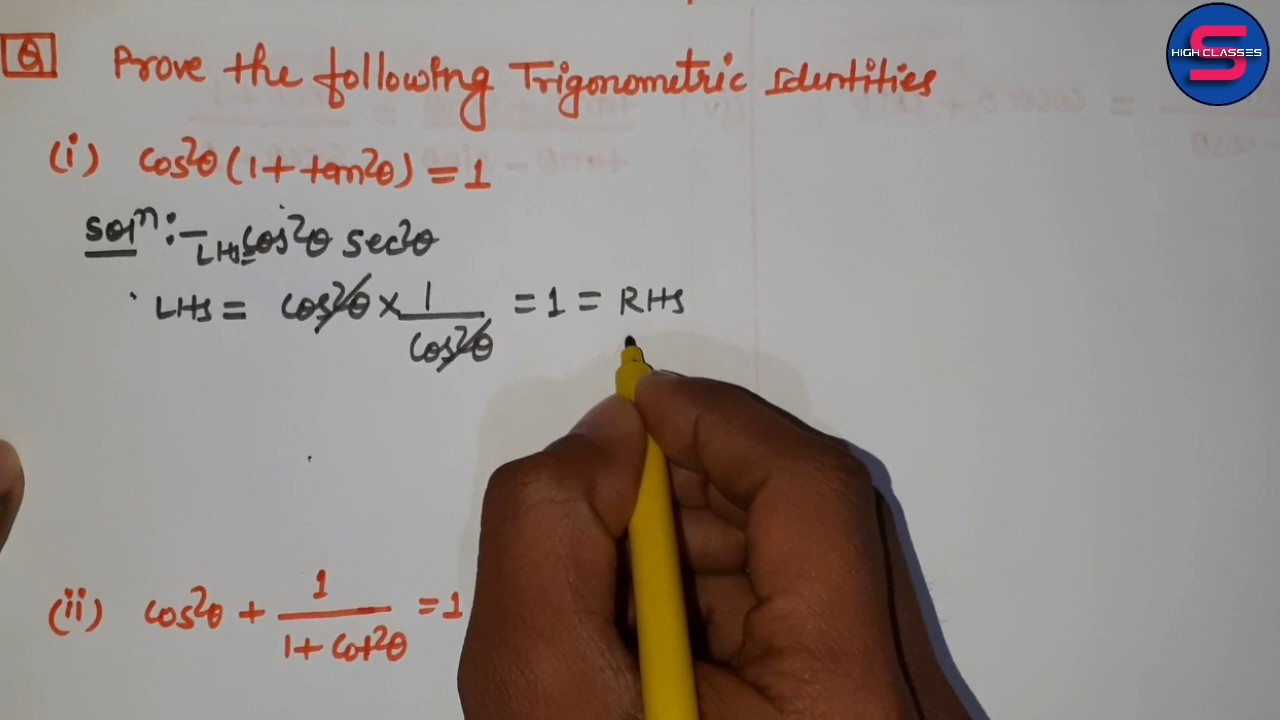 S
HIGH CLASSES
Q Prove the following Trigonometric Identities
(i) cos²θ(1+tan²θ)=1
Solⁿ:- LHS=cos²θ sec²θ
LHS = cos²θ × 1/cos²θ = 1 = RHS
(ii) cos²θ + 1/(1+cot²θ) =1